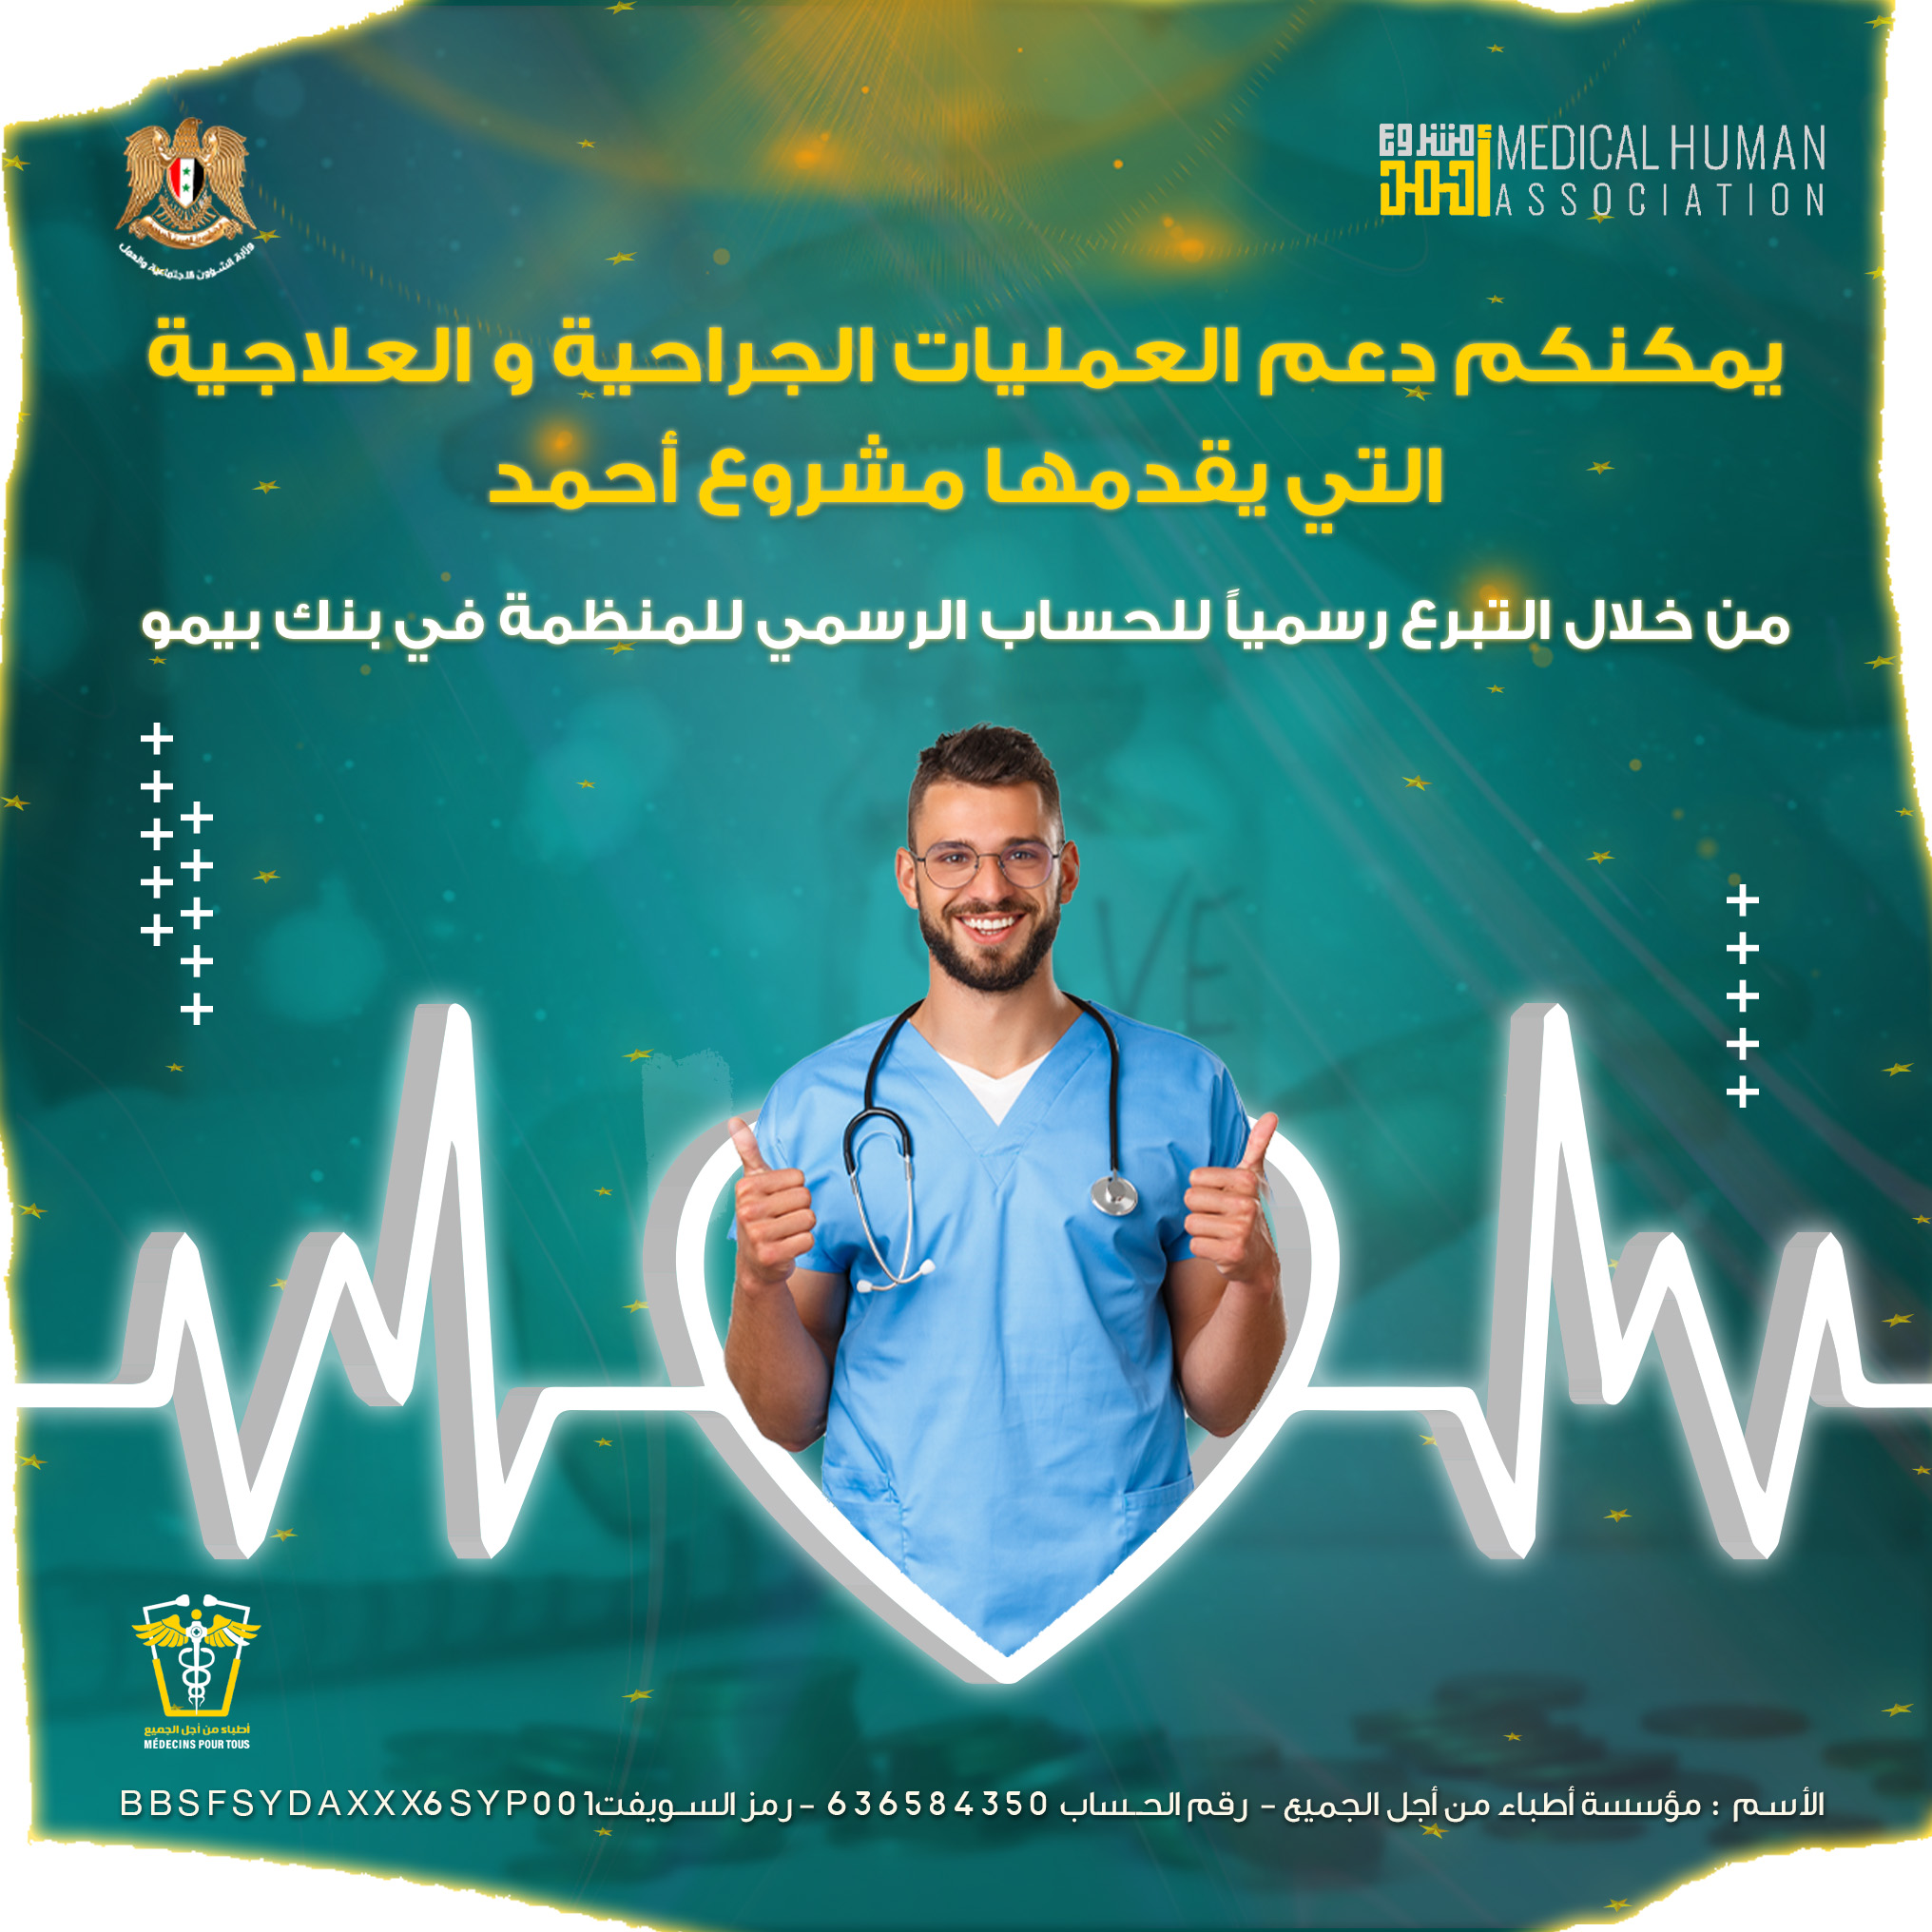 وزارة الشؤون الاجتماعية والعمل
مشروع أحمد
MEDICAL HUMAN
ASSOCIATION
يمكنكم دعم العمليات الجراحية و العلاجية
التي يقدمها مشروع أحمد
من خلال التبرع رسمياً للحساب الرسمي للمنظمة في بنك بيمو
VE
أطباء من أجل الجميع
MÉDECINS POUR TOUS
الأسم : مؤسسة أطباء من أجل الجميع - رقم الحساب 636584350 - رمز السويفت BBSFSYDAXXX6SYP001